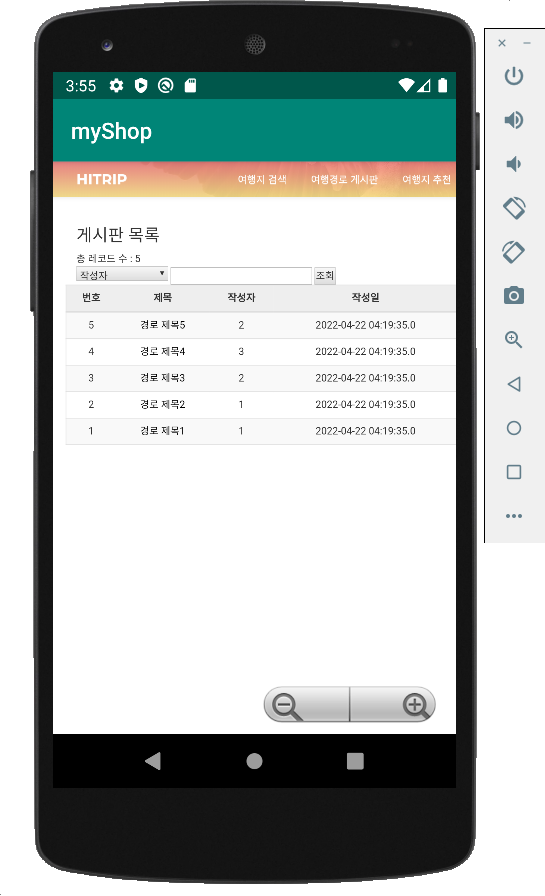 3:55
myShop
HITRIP 여행지 검색 여행경로 게시판 여행지 추천
게시판 목록
총 레코드 수 : 5
작성자 조회
번호 제목 작성자 작성일
5 경로 제목5 2 2022-04-22 04:19:35.0
4 경로 제목4 3 2022-04-22 04:19:35.0
3 경로 제목3 2 2022-04-22 04:19:35.0
2 경로 제목2 1 2022-04-22 04:19:35.0
1 경로 제목1 1 2022-04-22 04:19:35.0